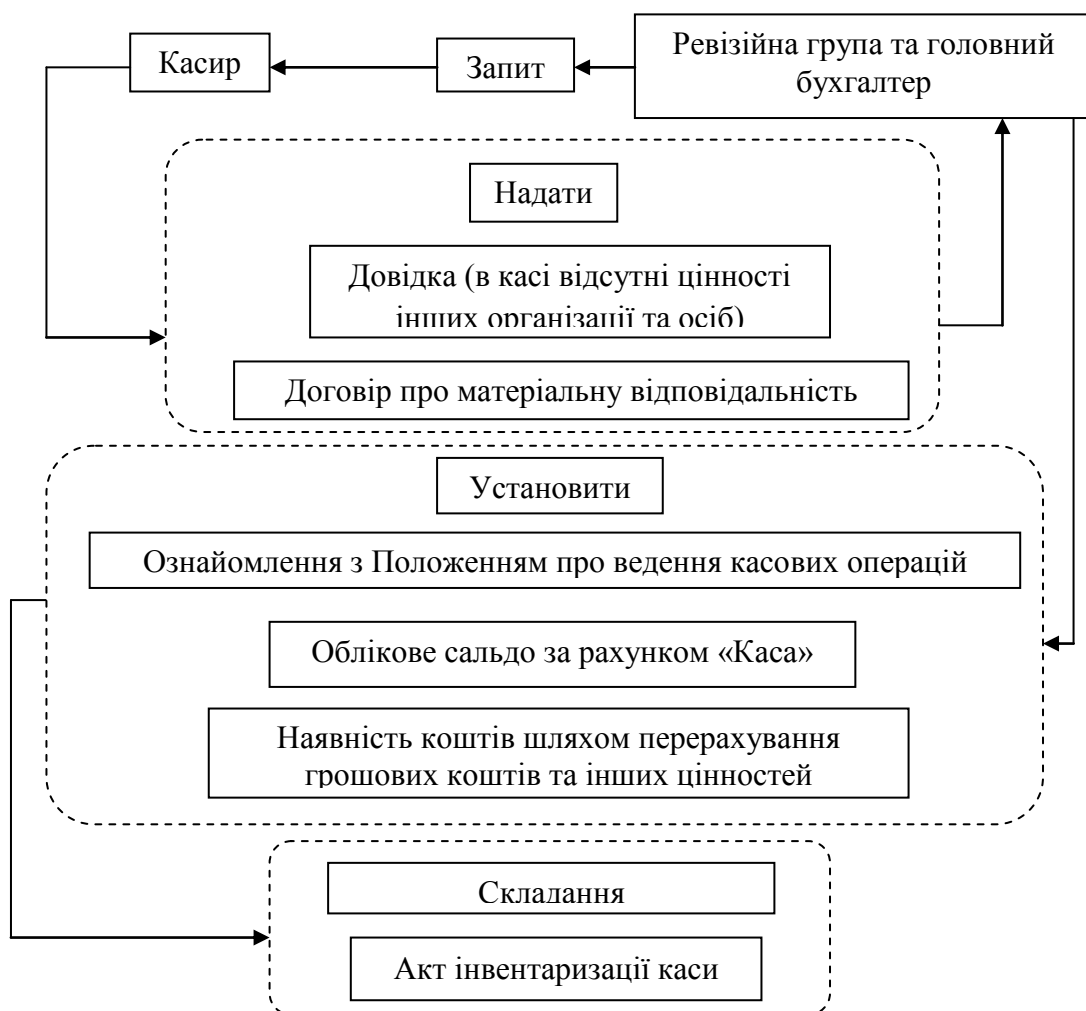 Касир
Запит
Ревізійна група та головний
бухгалтер
Надати
Довідка (в касі відсутні цінності
інших організації та осіб)
Договір про матеріальну відповідальність
Установити
Ознайомлення з Положенням про ведення касових операцій
Облікове сальдо за рахунком «Каса»
Наявність коштів шляхом перерахування
грошових коштів та інших цінностей
Складання
Акт інвентаризації каси